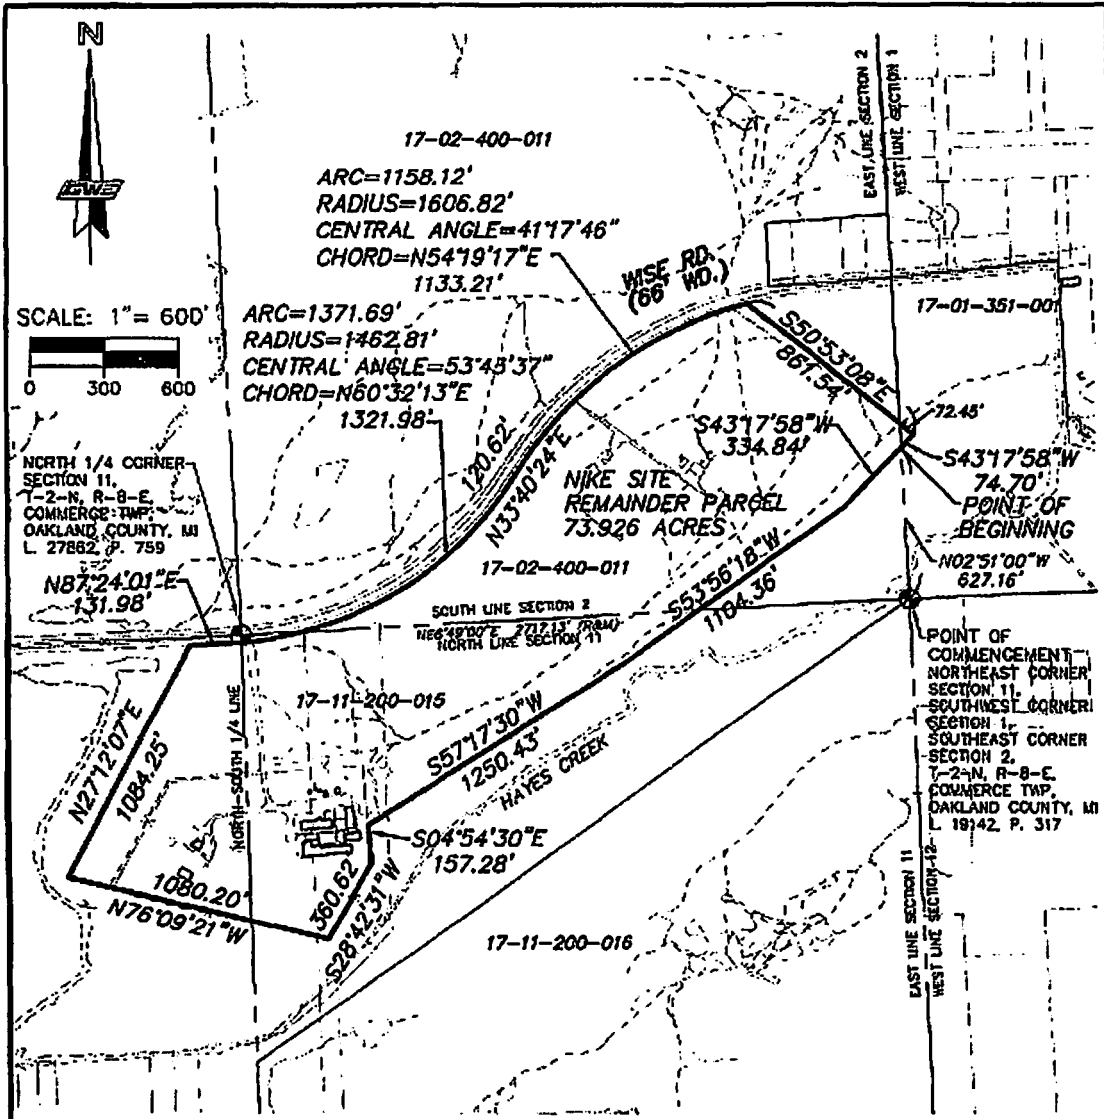 N
GWE
SCALE: 1"= 600'
0 300 600
17-02-400-011
ARC=1158.12'
RADIUS=1606.82'
CENTRAL ANGLE=41°17'46"
CHORD=N54°19'17"E
1133.21'
ARC=1371.69'
RADIUS=1462.81'
CENTRAL ANGLE=53°43'37"
CHORD=N60°32'13"E
1321.98'
WISE RD.
(66' WD.)
EAST LINE SECTION 2
WEST LINE SECTION 1
17-01-351-001
S50°53'08"E
861.54'
72.45'
S43°17'58"W
334.84'
S43°17'58"W
74.70'
POINT OF
BEGINNING
N02°51'00"W
627.16'
120.62'
N33°40'24"E
NIKE SITE
REMAINDER PARCEL
73.926 ACRES
17-02-400-011
S53°56'18"W
1104.36'
NORTH 1/4 CORNER
SECTION 11,
T-2-N, R-8-E,
COMMERCE TWP.
OAKLAND COUNTY, MI
L. 27862, P. 759
N87°24'01"E
131.98'
SOUTH LINE SECTION 2
N86°49'00"E 2717.13' (R&M)
NORTH LINE SECTION 11
17-11-200-015
NORTH-SOUTH 1/4 LINE
S57°17'30"W
1250.43'
HAYES CREEK
N27°12'07"E
1084.25'
S04°54'30"E
157.28'
1080.20'
N76°09'21"W
360.62
S28°42'31"W
17-11-200-016
POINT OF
COMMENCEMENT
NORTHEAST CORNER
SECTION 11,
SOUTHWEST CORNER
SECTION 1,
SOUTHEAST CORNER
SECTION 2,
T-2-N, R-8-E,
COMMERCE TWP,
OAKLAND COUNTY, MI
L. 19142, P. 317
EAST LINE SECTION 11
WEST LINE SECTION 12